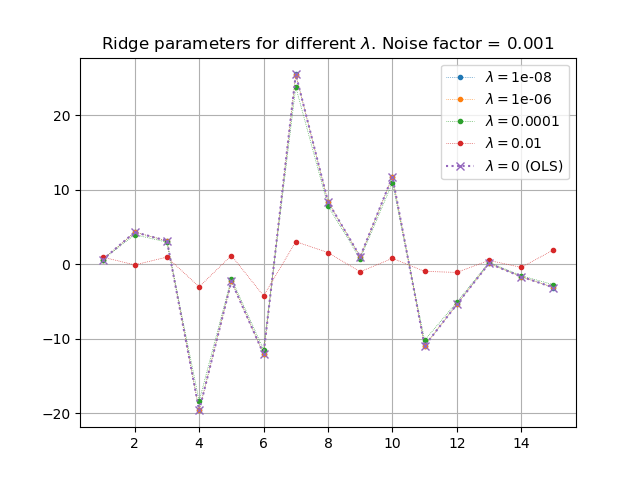 Ridge parameters for different λ. Noise factor = 0.001
λ = 1e-08
λ = 1e-06
λ = 0.0001
λ = 0.01
λ = 0 (OLS)
20
10
0
−10
−20
2 4 6 8 10 12 14